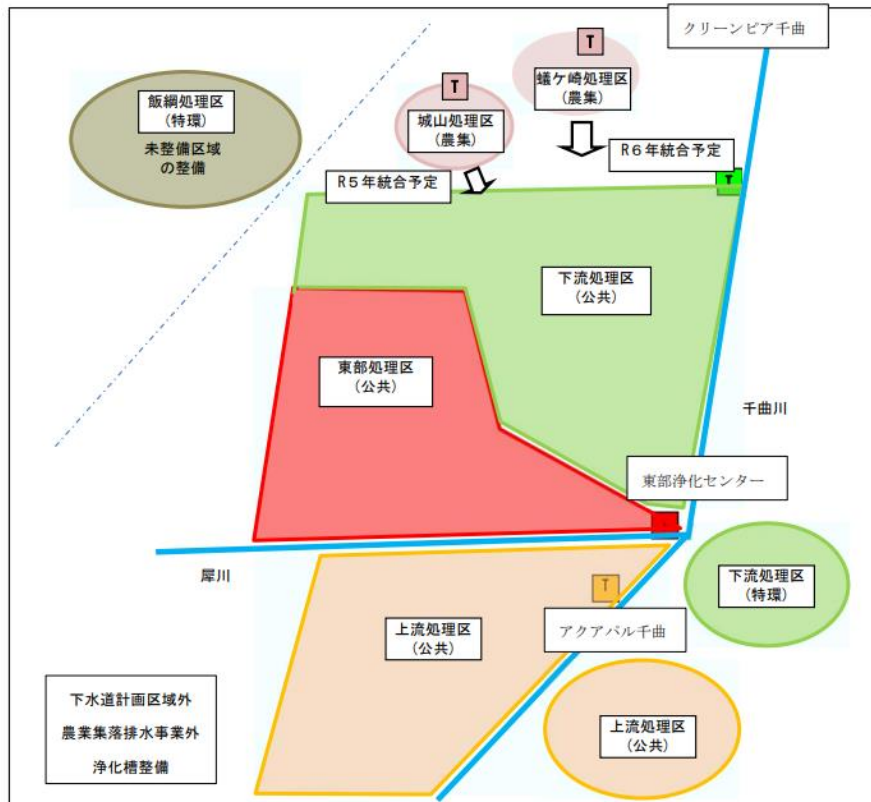 クリーンピア千曲
T
T
蟻ケ崎処理区
(農集)
飯綱処理区
(特環)
未整備区域
の整備
城山処理区
(農集)
R6年統合予定
R5年統合予定
T
下流処理区
(公共)
東部処理区
(公共)
千曲川
東部浄化センター
犀川
下流処理区
(特環)
T
アクアパル千曲
上流処理区
(公共)
下水道計画区域外
農業集落排水事業外
浄化槽整備
上流処理区
(公共)